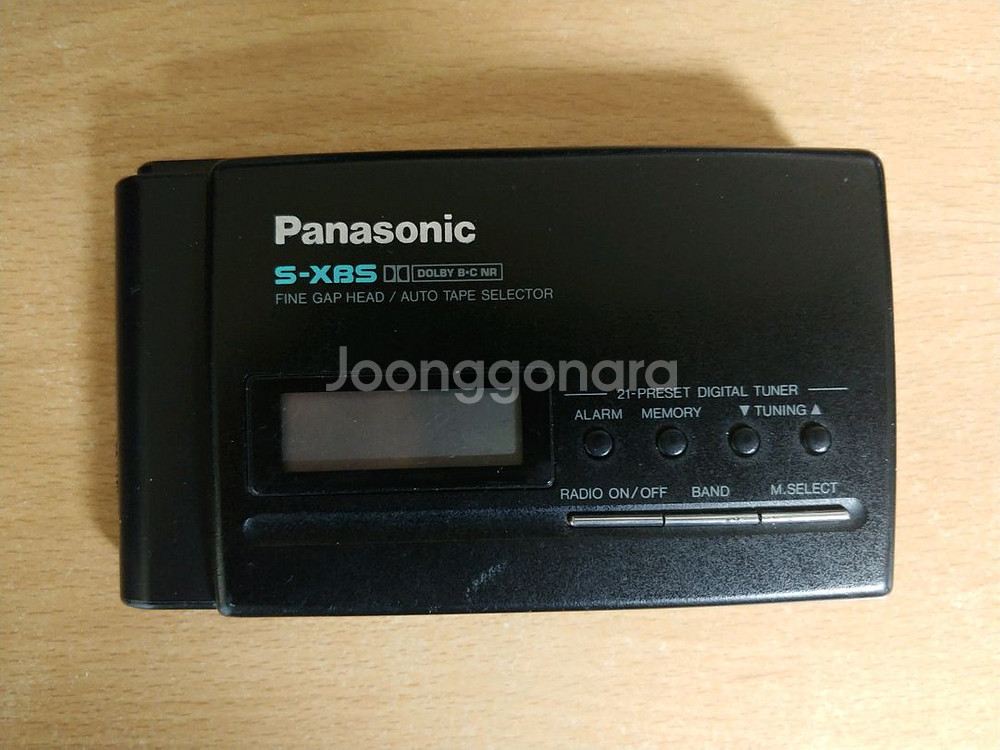 Panasonic
S-XBS DOLBY B·C NR
FINE GAP HEAD / AUTO TAPE SELECTOR
Joonggonara
21-PRESET DIGITAL TUNER
ALARM MEMORY ▼ TUNING ▲
RADIO ON/OFF BAND M.SELECT